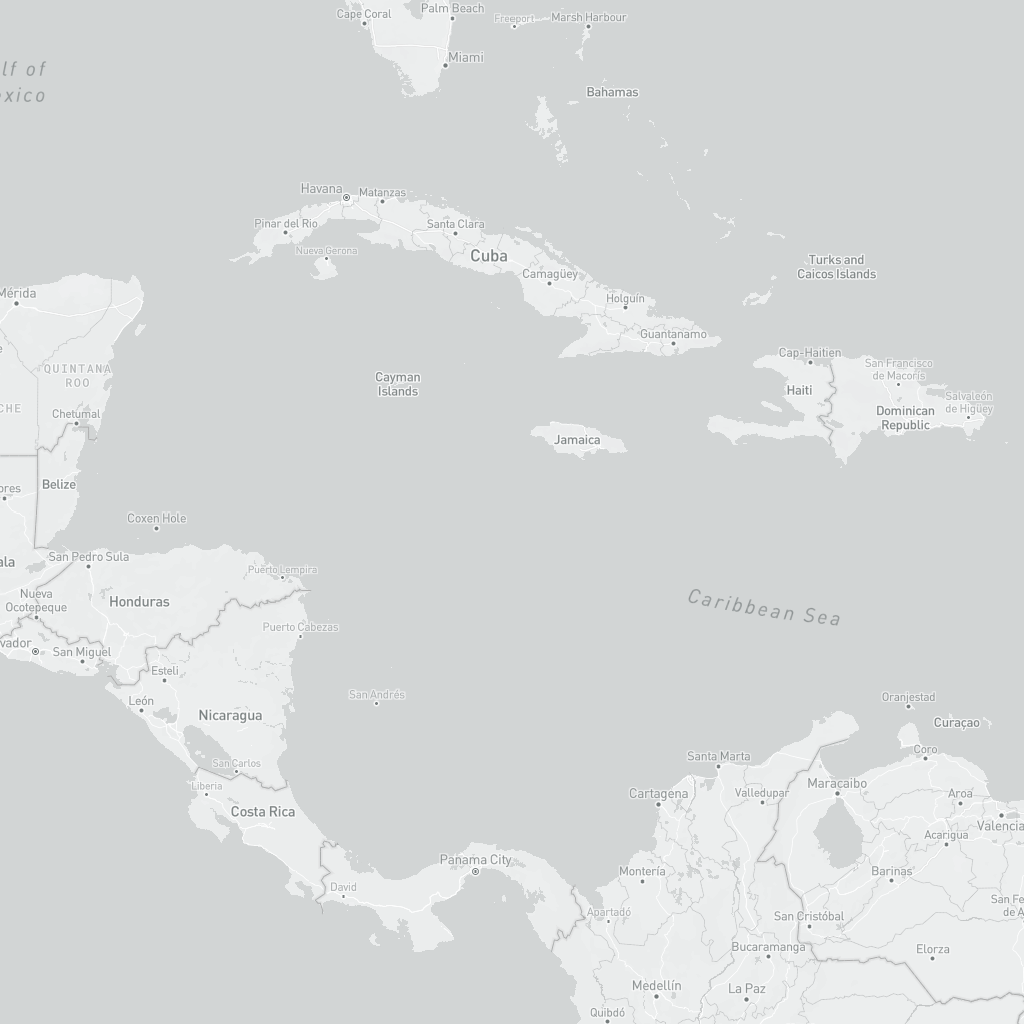 Palm Beach
Cape Coral
Freeport
Marsh Harbour
Miami
lf of
exico
Bahamas
Havana
Matanzas
Pinar del Rio
Santa Clara
Nueva Gerona
Cuba
Turks and
Caicos Islands
Camagüey
Mérida
Holguín
Guantanamo
Cap-Haitien
San Francisco
de Macorís
QUINTANA
ROO
Cayman
Islands
Haiti
Salvaleón
de Higüey
CHE
Chetumal
Dominican
Republic
Jamaica
Belize
ores
Coxen Hole
San Pedro Sula
ala
Puerto Lempira
Nueva
Ocotepeque
Honduras
Caribbean Sea
Puerto Cabezas
vador
San Miguel
Esteli
San Andrés
León
Oranjestad
Nicaragua
Curaçao
Coro
Santa Marta
San Carlos
Liberia
Maracaibo
Cartagena
Valledupar
Aroa
Costa Rica
Valencia
Acarigua
Panama City
Montería
Barinas
David
San Fe
de A
Apartadó
San Cristóbal
Bucaramanga
Elorza
Medellín
La Paz
Quibdó